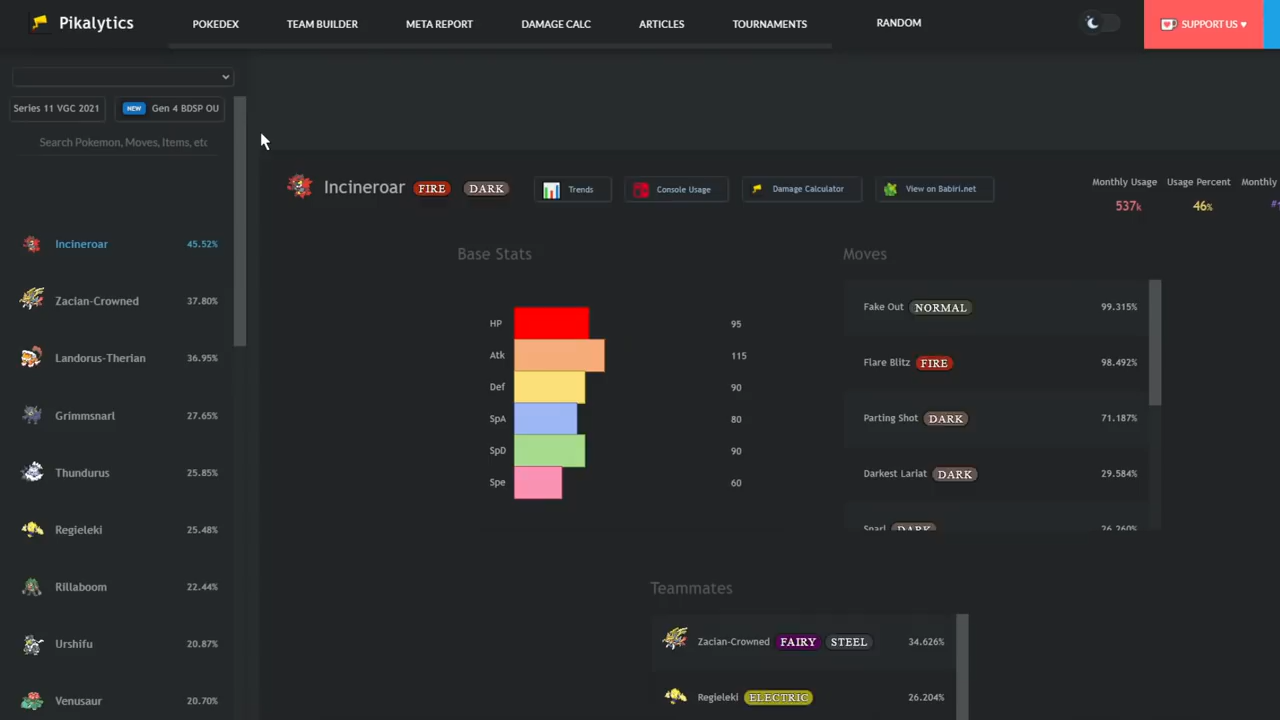 Pikalytics
POKEDEX
TEAM BUILDER
META REPORT
DAMAGE CALC
ARTICLES
TOURNAMENTS
RANDOM
SUPPORT US ♥
Series 11 VGC 2021
NEW Gen 4 BDSP OU
Search Pokemon, Moves, Items, etc
Incineroar 45.52%
Zacian-Crowned 37.80%
Landorus-Therian 36.95%
Grimmsnarl 27.65%
Thundurus 25.85%
Regieleki 25.48%
Rillaboom 22.44%
Urshifu 20.87%
Venusaur 20.70%
Incineroar FIRE DARK
Trends
Console Usage
Damage Calculator
View on Babiri.net
Monthly Usage
537k
Usage Percent
46%
Monthly
Base Stats
HP 95
Atk 115
Def 90
SpA 80
SpD 90
Spe 60
Moves
Fake Out NORMAL 99.315%
Flare Blitz FIRE 98.492%
Parting Shot DARK 71.187%
Darkest Lariat DARK 29.584%
Snarl DARK 26.260%
Teammates
Zacian-Crowned FAIRY STEEL 34.626%
Regieleki ELECTRIC 26.204%